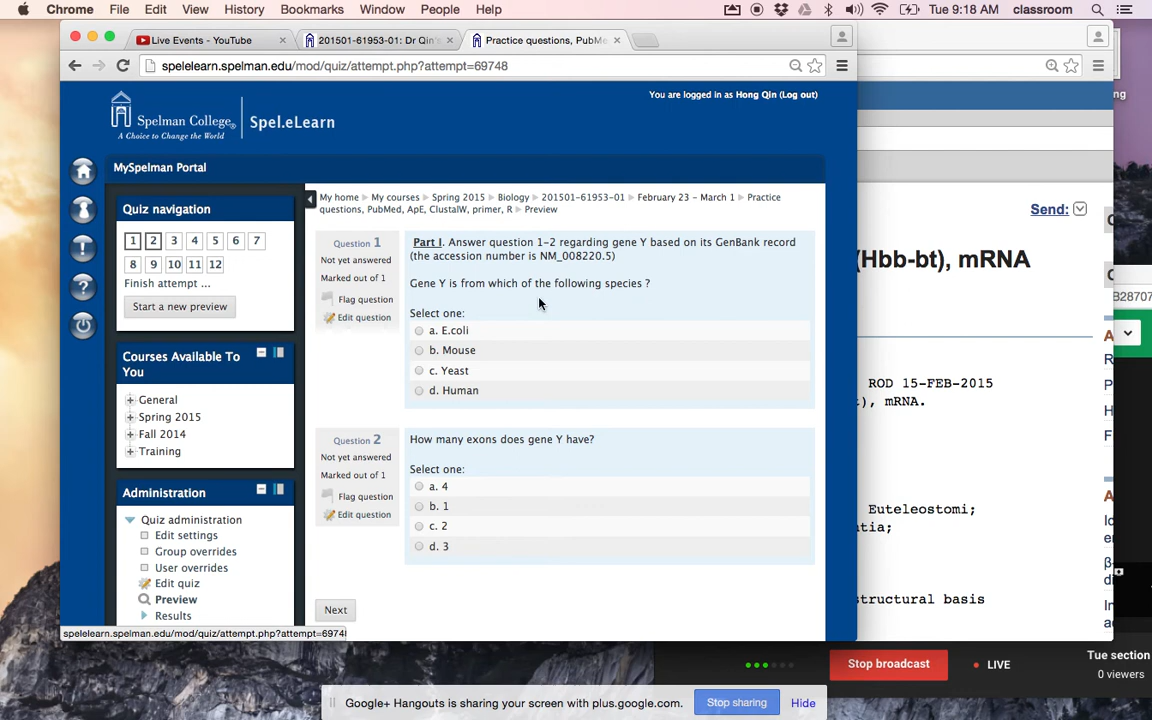 Chrome File Edit View History Bookmarks Window People Help Tue 9:18 AM classroom
Live Events - YouTube × 201501-61953-01: Dr Qin's × Practice questions, PubMe ×
spelelearn.spelman.edu/mod/quiz/attempt.php?attempt=69748
You are logged in as Hong Qin (Log out)
Spelman College®
A Choice to Change the World
Spel.eLearn
MySpelman Portal
Quiz navigation
1 2 3 4 5 6 7
8 9 10 11 12
Finish attempt ...
Start a new preview
Courses Available To
You
General
Spring 2015
Fall 2014
Training
Administration
Quiz administration
Edit settings
Group overrides
User overrides
Edit quiz
Preview
Results
My home My courses Spring 2015 Biology 201501-61953-01 February 23 - March 1 Practice
questions, PubMed, ApE, ClustalW, primer, R Preview
Question 1
Not yet answered
Marked out of 1
Flag question
Edit question
Part I. Answer question 1-2 regarding gene Y based on its GenBank record
(the accession number is NM_008220.5)
Gene Y is from which of the following species ?
Select one:
a. E.coli
b. Mouse
c. Yeast
d. Human
Question 2
Not yet answered
Marked out of 1
Flag question
Edit question
How many exons does gene Y have?
Select one:
a. 4
b. 1
c. 2
d. 3
Next
spelelearn.spelman.edu/mod/quiz/attempt.php?attempt=6974
Send:
(Hbb-bt), mRNA
ROD 15-FEB-2015
), mRNA.
Euteleostomi;
tia;
structural basis
B28707
Stop broadcast
LIVE
Tue section
0 viewers
Google+ Hangouts is sharing your screen with plus.google.com. Stop sharing Hide